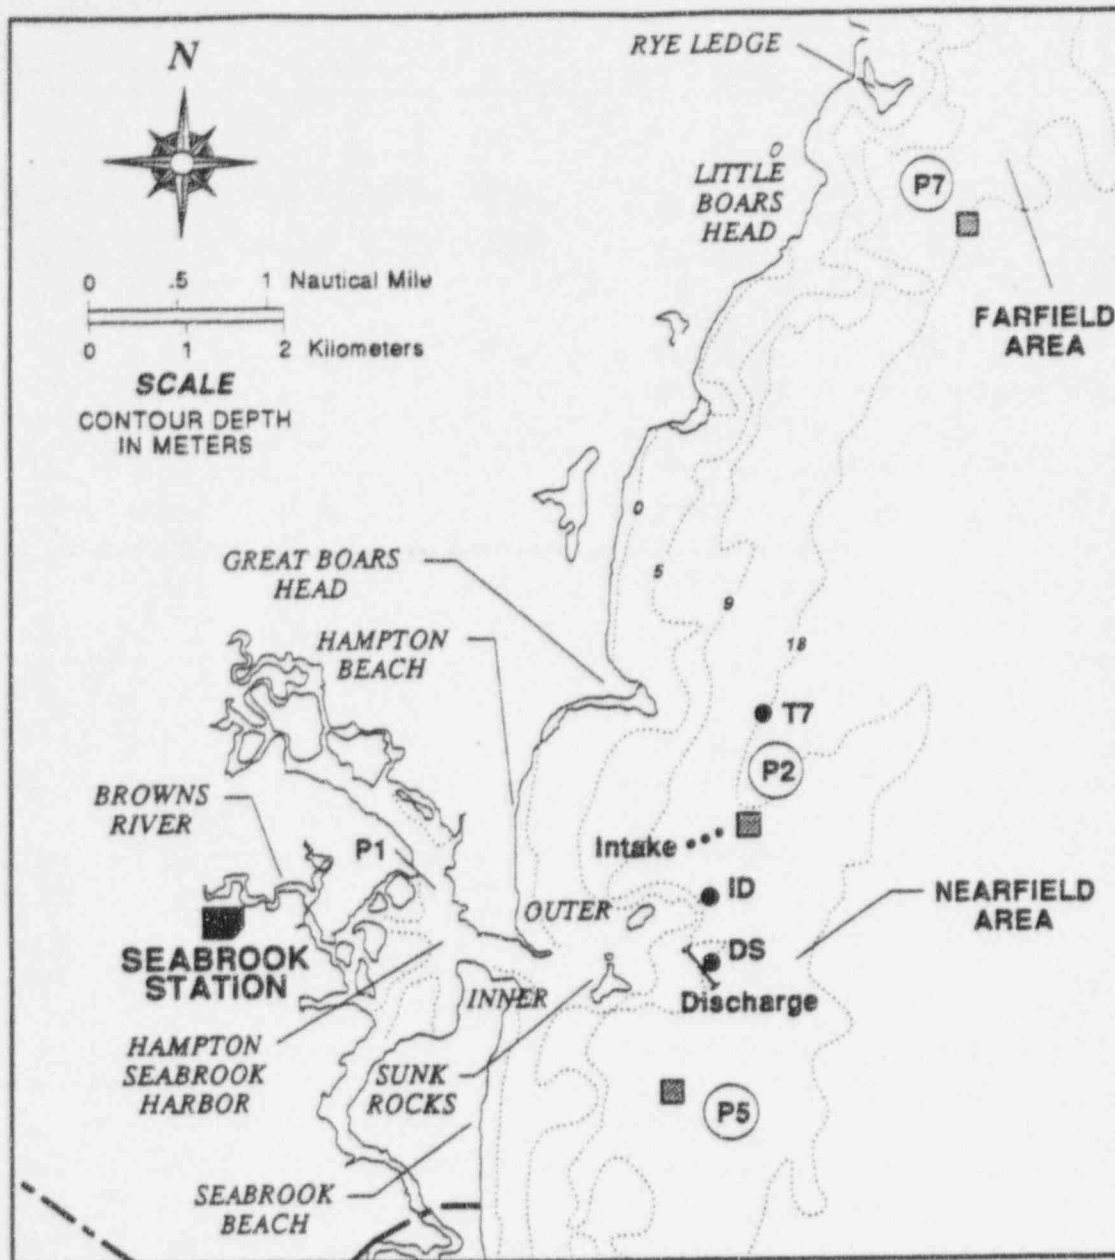 RYE LEDGE
N
LITTLE
BOARS
HEAD
P7
0 .5 1 Nautical Mile
0 1 2 Kilometers
SCALE
CONTOUR DEPTH
IN METERS
FARFIELD
AREA
0
5
9
18
GREAT BOARS
HEAD
HAMPTON
BEACH
T7
P2
BROWNS
RIVER
P1
Intake
ID
OUTER
NEARFIELD
AREA
SEABROOK
STATION
DS
INNER
Discharge
HAMPTON
SEABROOK
HARBOR
SUNK
ROCKS
P5
SEABROOK
BEACH